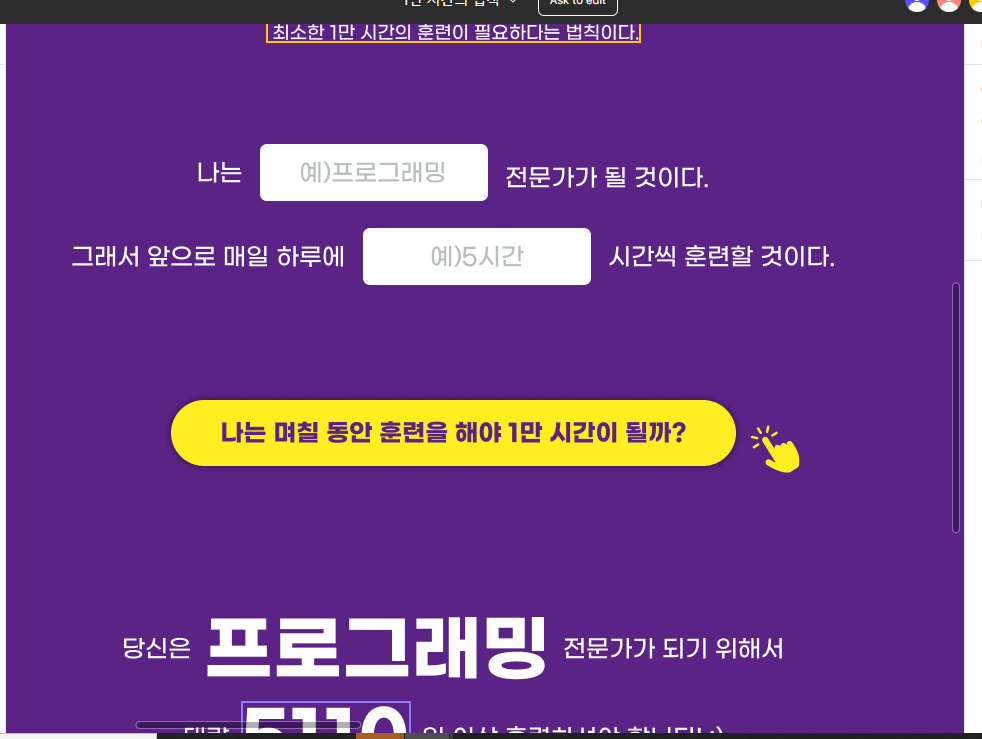 1만 시간의 법칙
Ask to edit
최소한 1만 시간의 훈련이 필요하다는 법칙이다.
나는 예)프로그래밍 전문가가 될 것이다.
그래서 앞으로 매일 하루에 예)5시간 시간씩 훈련할 것이다.
나는 며칠 동안 훈련을 해야 1만 시간이 될까?
당신은 프로그래밍 전문가가 되기 위해서
대략 5110 일 이상 훈련하셔야 합니다! :)